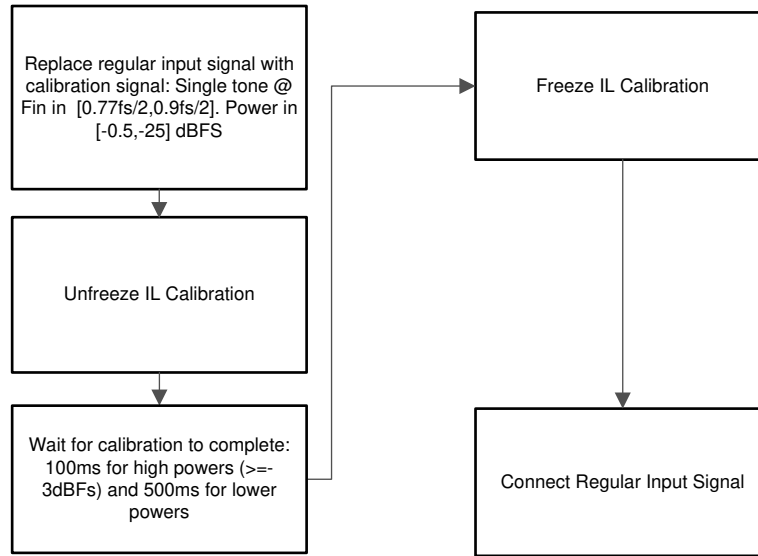 Replace regular input signal with
calibration signal: Single tone @
Fin in  [0.77fs/2,0.9fs/2]. Power in
[-0.5,-25] dBFS
Unfreeze IL Calibration
Wait for calibration to complete:
100ms for high powers (>=-
3dBFs) and 500ms for lower
powers
Freeze IL Calibration
Connect Regular Input Signal